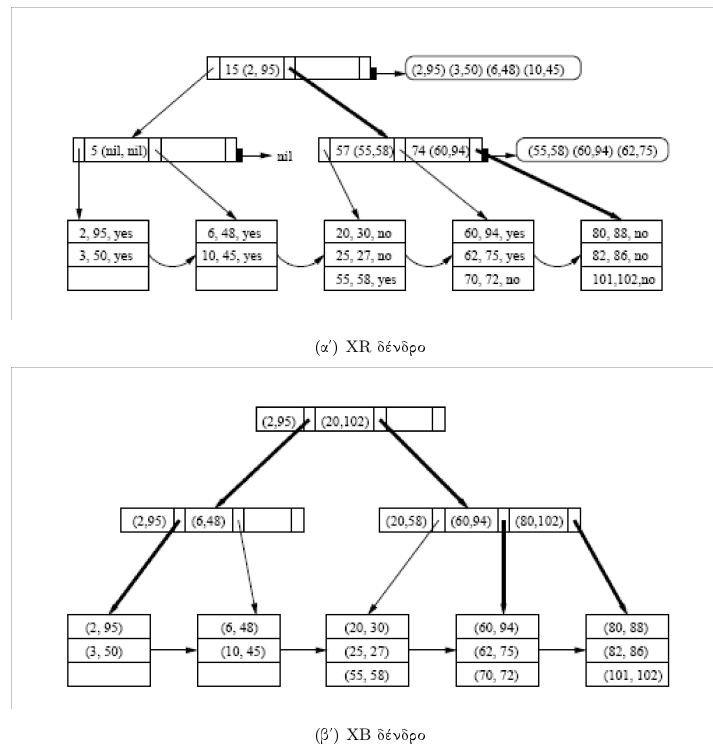 15 (2, 95)
(2,95) (3,50) (6,48) (10,45)
5 (nil, nil)
nil
57 (55,58) 74 (60,94)
(55,58) (60,94) (62,75)
2, 95, yes 6, 48, yes 20, 30, no 60, 94, yes 80, 88, no
3, 50, yes 10, 45, yes 25, 27, no 62, 75, yes 82, 86, no
55, 58, yes 70, 72, no 101,102,no
(α′) XR δένδρο
(2,95) (20,102)
(2,95) (6,48) (20,58) (60,94) (80,102)
(2, 95) (6, 48) (20, 30) (60, 94) (80, 88)
(3, 50) (10, 45) (25, 27) (62, 75) (82, 86)
(55, 58) (70, 72) (101, 102)
(β′) XB δένδρο